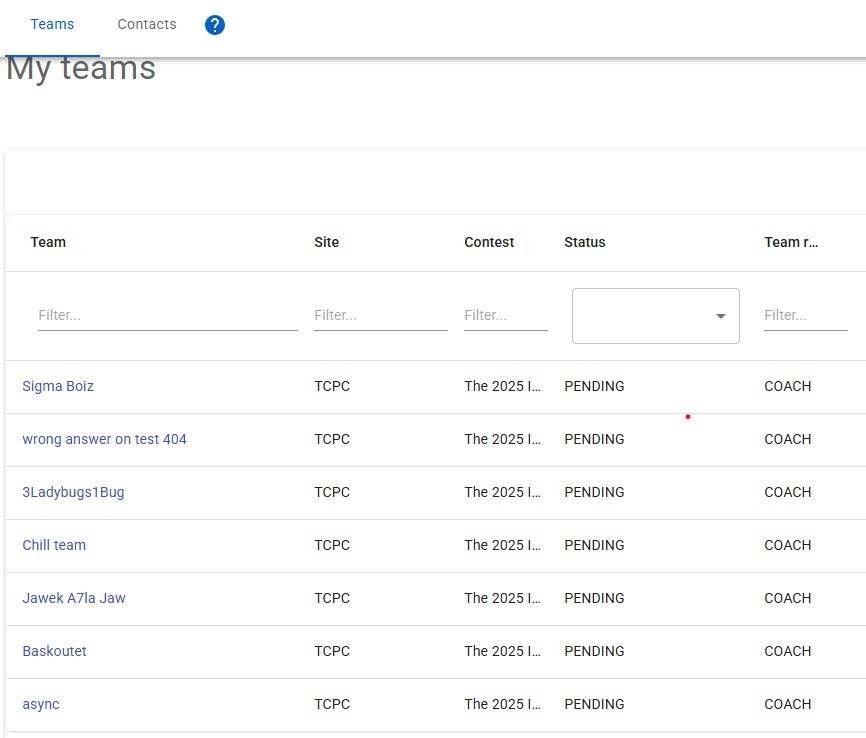 Teams Contacts ?
My teams
Team Site Contest Status Team r...
Filter... Filter... Filter... Filter...
Sigma Boiz TCPC The 2025 I... PENDING COACH
wrong answer on test 404 TCPC The 2025 I... PENDING COACH
3Ladybugs1Bug TCPC The 2025 I... PENDING COACH
Chill team TCPC The 2025 I... PENDING COACH
Jawek A7la Jaw TCPC The 2025 I... PENDING COACH
Baskoutet TCPC The 2025 I... PENDING COACH
async TCPC The 2025 I... PENDING COACH